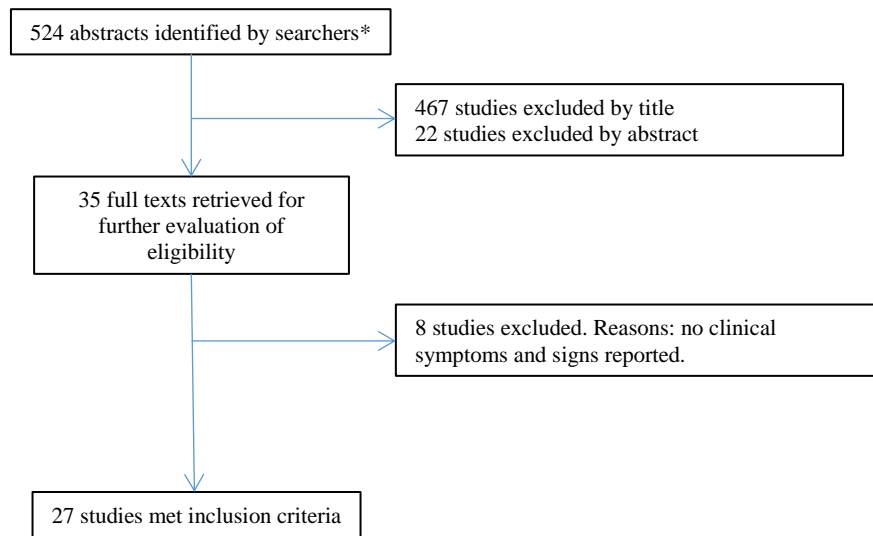 524 abstracts identified by searchers*
467 studies excluded by title
22 studies excluded by abstract
35 full texts retrieved for
further evaluation of
eligibility
8 studies excluded. Reasons: no clinical
symptoms and signs reported.
27 studies met inclusion criteria